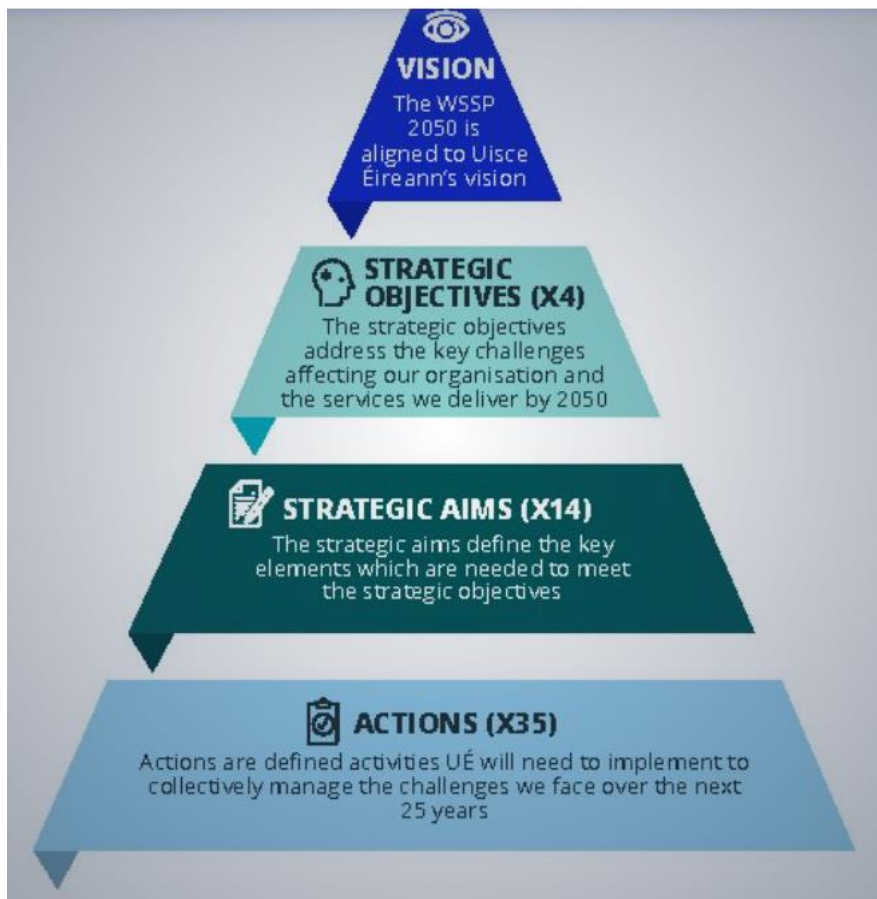 VISION
The WSSP
2050 is
aligned to Uisce
Éireann's vision
STRATEGIC
OBJECTIVES (X4)
The strategic objectives
address the key challenges
affecting our organisation and
the services we deliver by 2050
STRATEGIC AIMS (X14)
The strategic aims define the key
elements which are needed to meet
the strategic objectives
ACTIONS (X35)
Actions are defined activities UÉ will need to implement to
collectively manage the challenges we face over the next
25 years